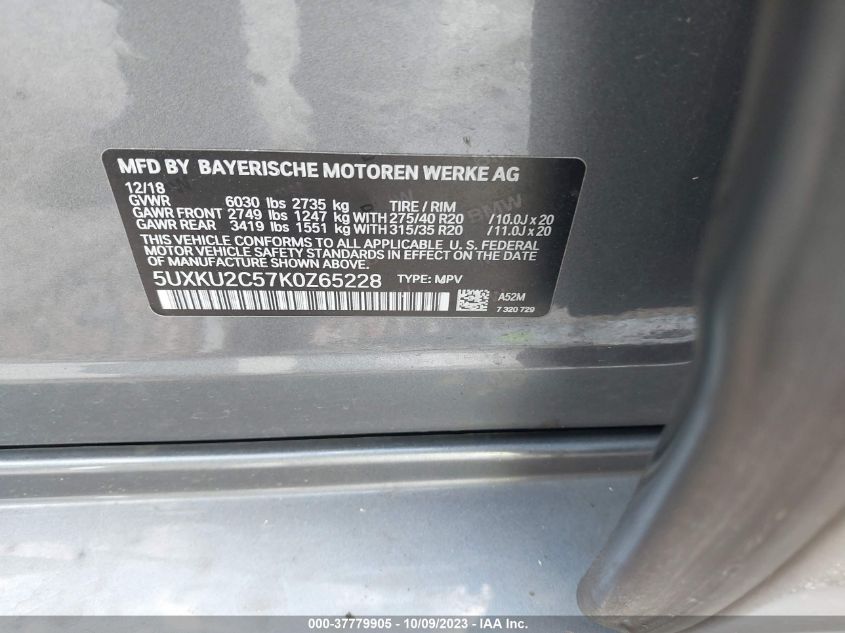 MFD BY BAYERISCHE MOTOREN WERKE AG
12/18
GVWR 6030 lbs 2735 kg TIRE / RIM
GAWR FRONT 2749 lbs 1247 kg WITH 275/40 R20 /10.0J x 20
GAWR REAR 3419 lbs 1551 kg WITH 315/35 R20 /11.0J x 20
THIS VEHICLE CONFORMS TO ALL APPLICABLE U. S. FEDERAL
MOTOR VEHICLE SAFETY STANDARDS IN EFFECT ON THE DATE
OF MANUFACTURE SHOWN ABOVE.
5UXKU2C57K0Z65228 TYPE: MPV
A52M
7 320 729
000-37779905 - 10/09/2023 - IAA Inc.